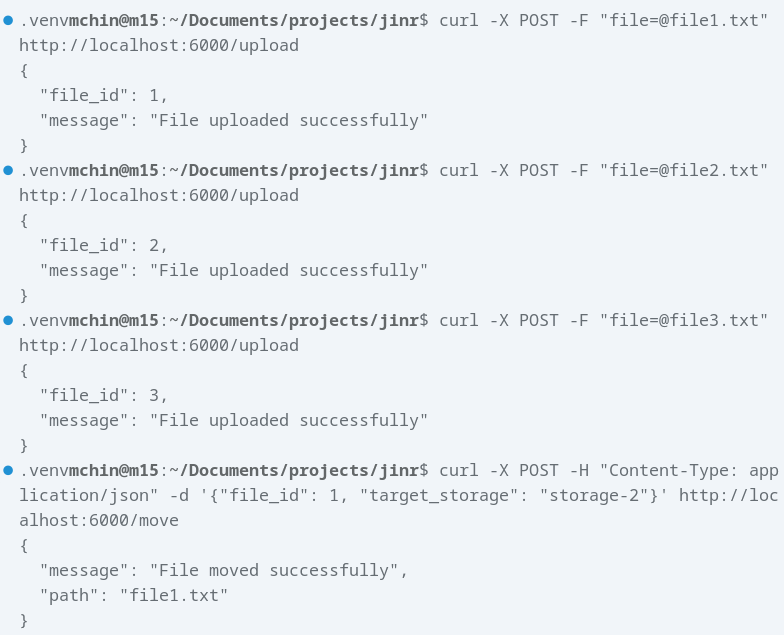 .venvmchin@m15:~/Documents/projects/jinr$ curl -X POST -F "file=@file1.txt"
http://localhost:6000/upload
{
  "file_id": 1,
  "message": "File uploaded successfully"
}
.venvmchin@m15:~/Documents/projects/jinr$ curl -X POST -F "file=@file2.txt"
http://localhost:6000/upload
{
  "file_id": 2,
  "message": "File uploaded successfully"
}
.venvmchin@m15:~/Documents/projects/jinr$ curl -X POST -F "file=@file3.txt"
http://localhost:6000/upload
{
  "file_id": 3,
  "message": "File uploaded successfully"
}
.venvmchin@m15:~/Documents/projects/jinr$ curl -X POST -H "Content-Type: app
lication/json" -d '{"file_id": 1, "target_storage": "storage-2"}' http://loc
alhost:6000/move
{
  "message": "File moved successfully",
  "path": "file1.txt"
}